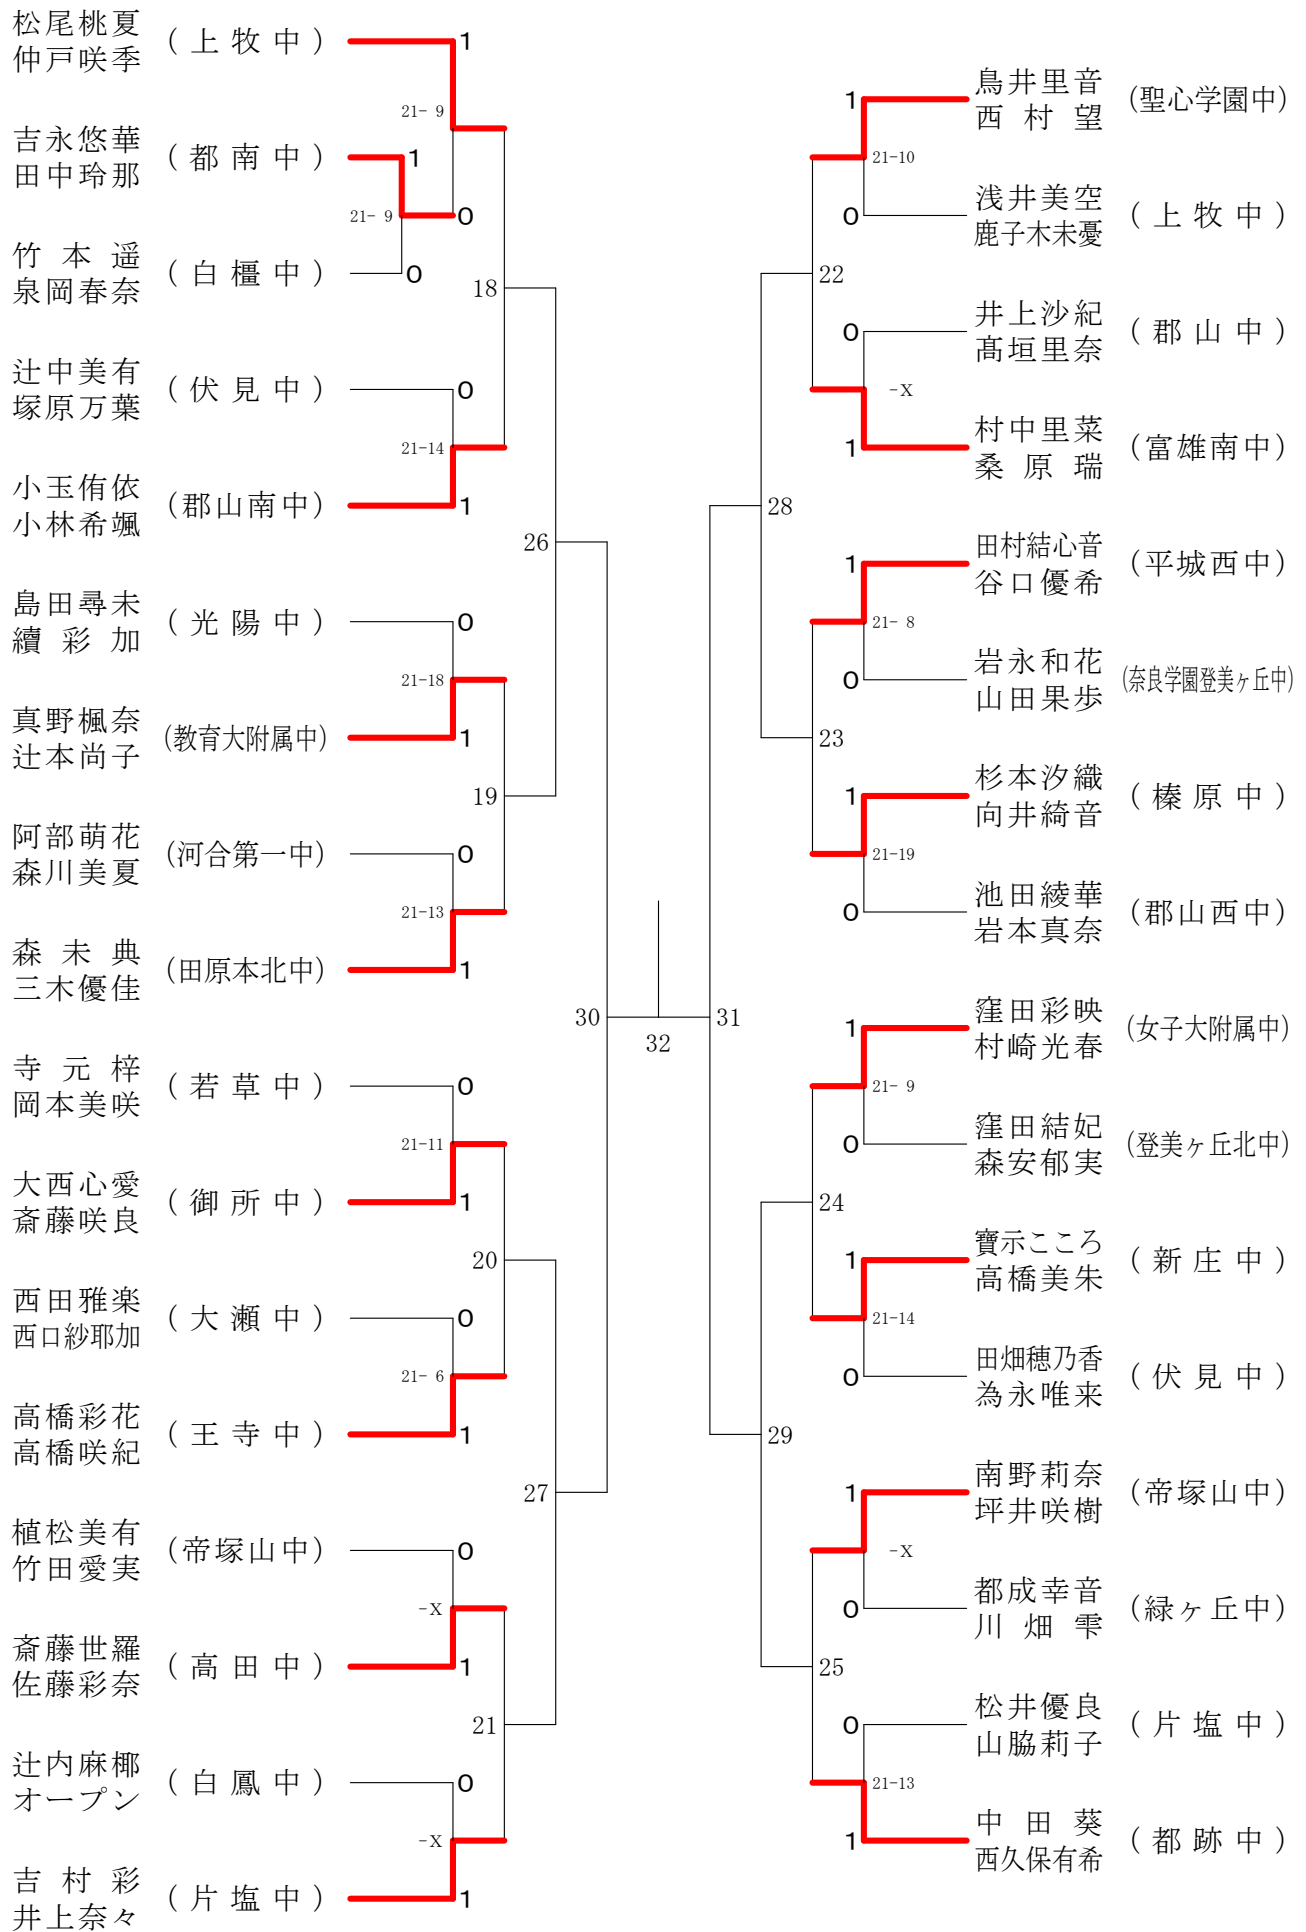 松尾桃夏
仲戸咲季
(上牧中)
1
21- 9
吉永悠華
田中玲那
(都南中)
1
21- 9
0
竹本遥
泉岡春奈
(白橿中)
0
18
辻中美有
塚原万葉
(伏見中)
0
21-14
小玉侑依
小林希颯
(郡山南中)
1
26
島田尋未
續彩加
(光陽中)
0
21-18
真野楓奈
辻本尚子
(教育大附属中)
1
19
阿部萌花
森川美夏
(河合第一中)
0
21-13
森未典
三木優佳
(田原本北中)
1
30
寺元梓
岡本美咲
(若草中)
0
21-11
大西心愛
斎藤咲良
(御所中)
1
20
西田雅楽
西口紗耶加
(大瀬中)
0
21- 6
高橋彩花
高橋咲紀
(王寺中)
1
27
植松美有
竹田愛実
(帝塚山中)
0
-X
斎藤世羅
佐藤彩奈
(高田中)
1
21
辻内麻椰
オープン
(白鳳中)
0
-X
吉村彩
井上奈々
(片塩中)
1
32
1
鳥井里音
西村望
(聖心学園中)
21-10
0
浅井美空
鹿子木未憂
(上牧中)
22
0
井上沙紀
髙垣里奈
(郡山中)
-X
1
村中里菜
桑原瑞
(富雄南中)
28
1
田村結心音
谷口優希
(平城西中)
21- 8
0
岩永和花
山田果歩
(奈良学園登美ヶ丘中)
23
1
杉本汐織
向井綺音
(榛原中)
21-19
0
池田綾華
岩本真奈
(郡山西中)
31
1
窪田彩映
村崎光春
(女子大附属中)
21- 9
0
窪田結妃
森安郁実
(登美ヶ丘北中)
24
1
寶示こころ
高橋美朱
(新庄中)
21-14
0
田畑穂乃香
為永唯来
(伏見中)
29
1
南野莉奈
坪井咲樹
(帝塚山中)
-X
0
都成幸音
川畑雫
(緑ヶ丘中)
25
0
松井優良
山脇莉子
(片塩中)
21-13
1
中田葵
西久保有希
(都跡中)